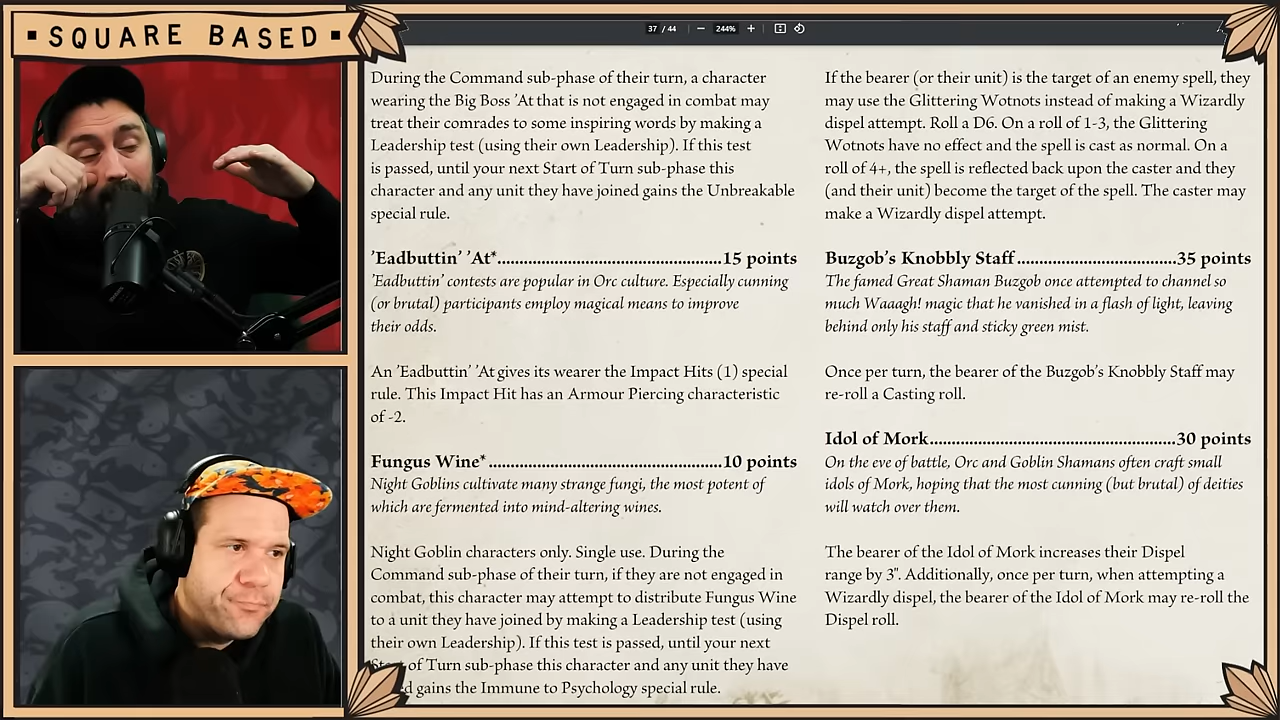 SQUARE BASED
37 / 44
244%
During the Command sub-phase of their turn, a character
wearing the Big Boss 'At that is not engaged in combat may
treat their comrades to some inspiring words by making a
Leadership test (using their own Leadership). If this test
is passed, until your next Start of Turn sub-phase this
character and any unit they have joined gains the Unbreakable
special rule.
'Eadbuttin' 'At*..........15 points
'Eadbuttin' contests are popular in Orc culture. Especially cunning
(or brutal) participants employ magical means to improve
their odds.
An 'Eadbuttin' 'At gives its wearer the Impact Hits (1) special
rule. This Impact Hit has an Armour Piercing characteristic
of -2.
Fungus Wine*..........10 points
Night Goblins cultivate many strange fungi, the most potent of
which are fermented into mind-altering wines.
Night Goblin characters only. Single use. During the
Command sub-phase of their turn, if they are not engaged in
combat, this character may attempt to distribute Fungus Wine
to a unit they have joined by making a Leadership test (using
their own Leadership). If this test is passed, until your next
of Turn sub-phase this character and any unit they have
gains the Immune to Psychology special rule.
If the bearer (or their unit) is the target of an enemy spell, they
may use the Glittering Wotnots instead of making a Wizardly
dispel attempt. Roll a D6. On a roll of 1-3, the Glittering
Wotnots have no effect and the spell is cast as normal. On a
roll of 4+, the spell is reflected back upon the caster and they
(and their unit) become the target of the spell. The caster may
make a Wizardly dispel attempt.
Buzgob's Knobbly Staff..........35 points
The famed Great Shaman Buzgob once attempted to channel so
much Waaagh! magic that he vanished in a flash of light, leaving
behind only his staff and sticky green mist.
Once per turn, the bearer of the Buzgob's Knobbly Staff may
re-roll a Casting roll.
Idol of Mork..........30 points
On the eve of battle, Orc and Goblin Shamans often craft small
idols of Mork, hoping that the most cunning (but brutal) of deities
will watch over them.
The bearer of the Idol of Mork increases their Dispel
range by 3". Additionally, once per turn, when attempting a
Wizardly dispel, the bearer of the Idol of Mork may re-roll the
Dispel roll.